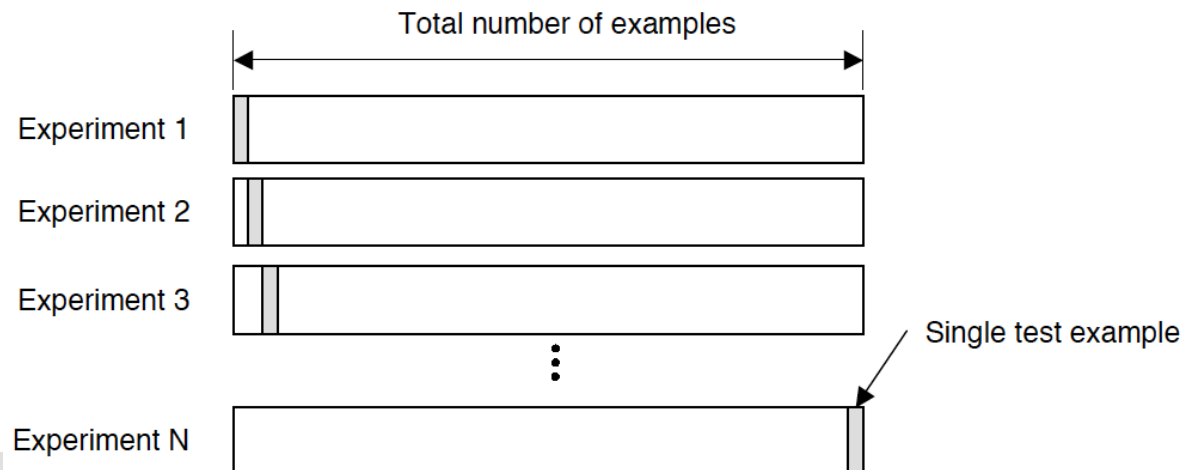 Total number of examples
Experiment 1
Experiment 2
Experiment 3
Single test example
Experiment N